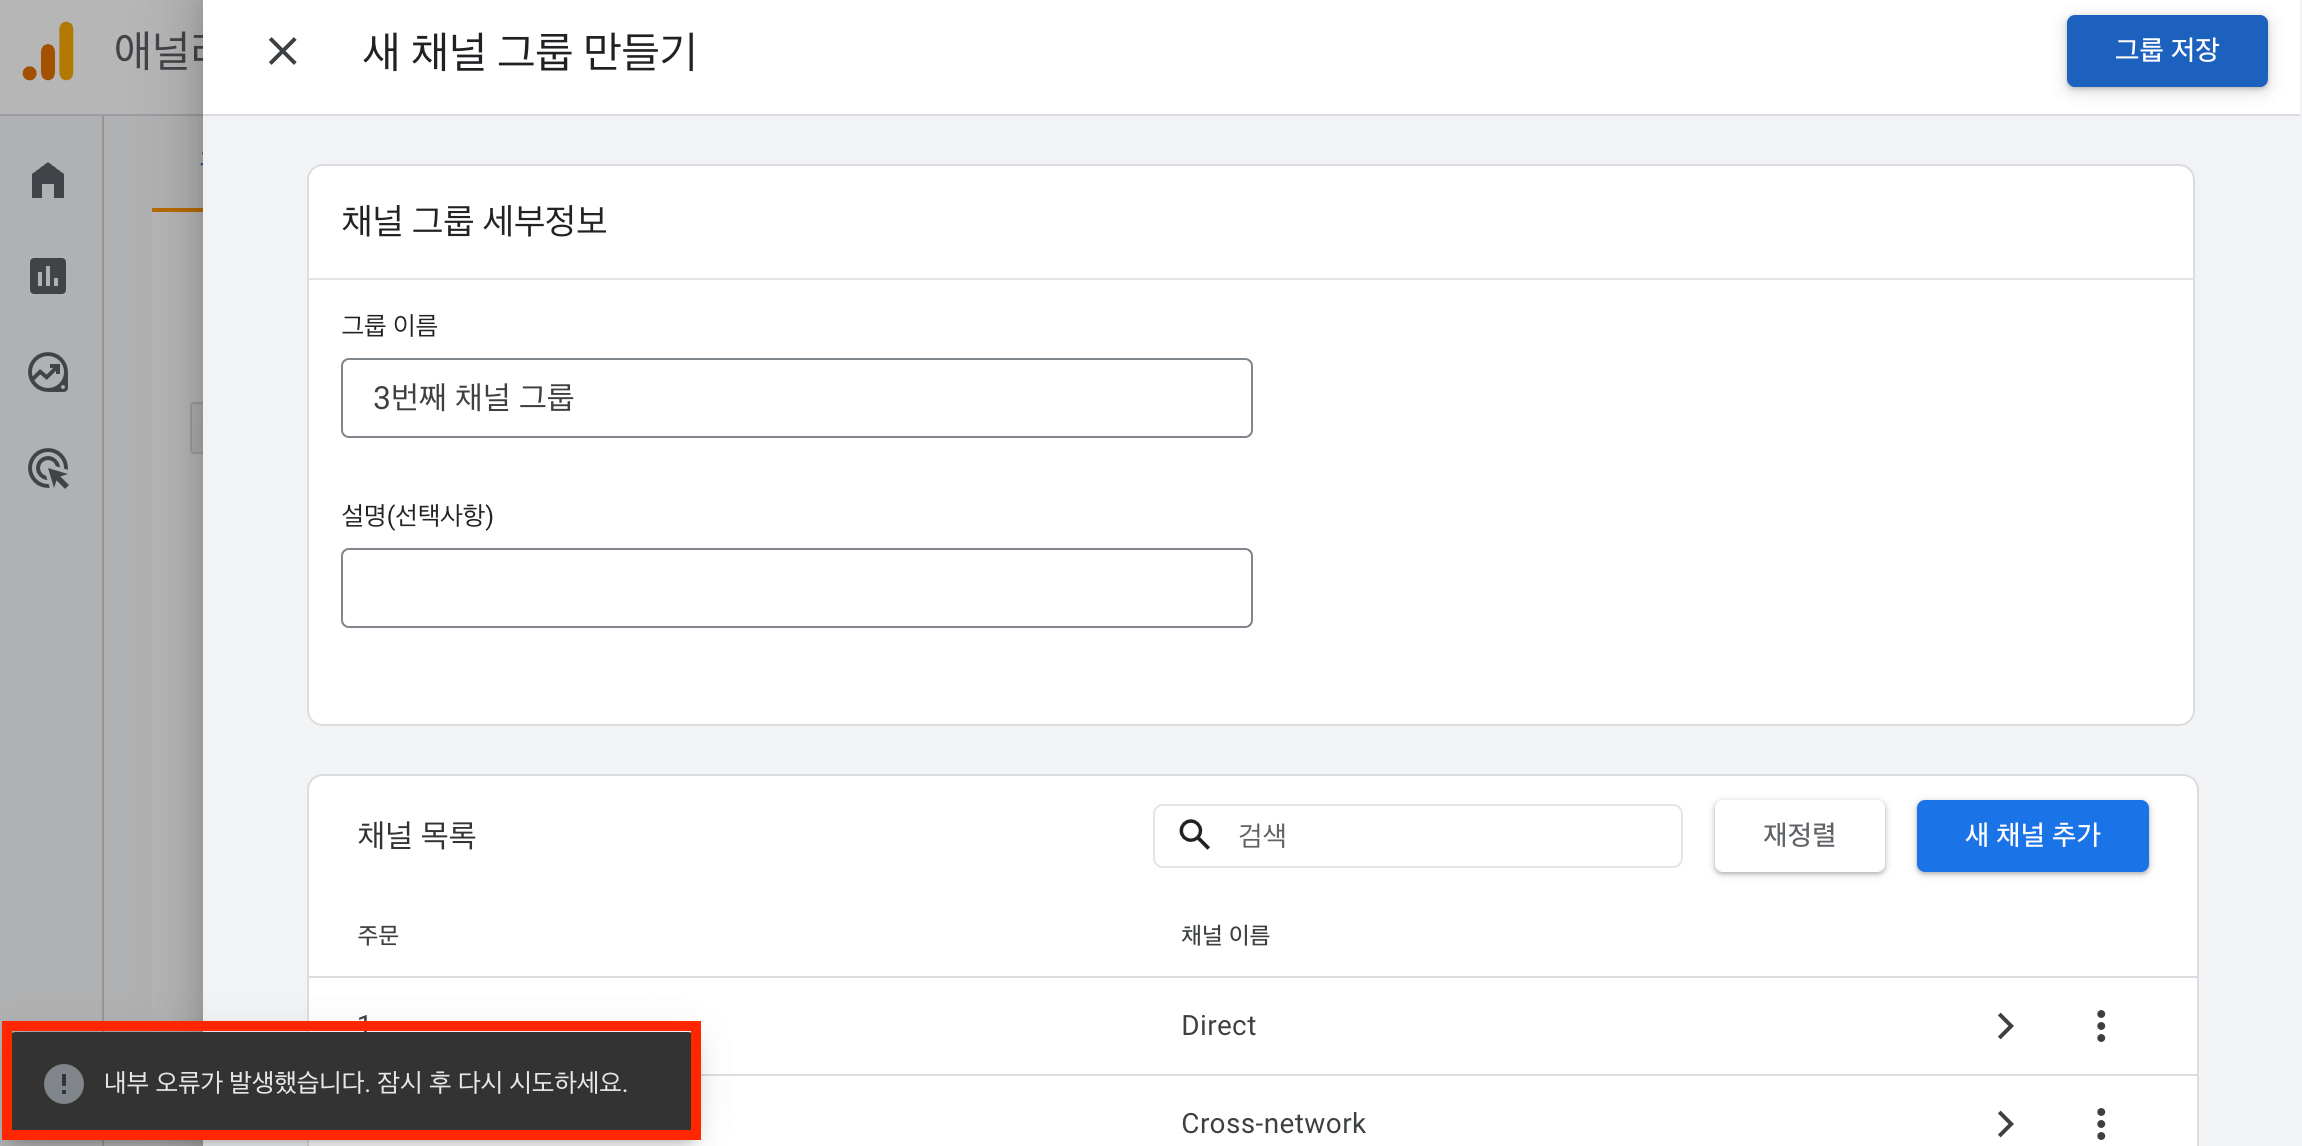 애널
새 채널 그룹 만들기
그룹 저장
채널 그룹 세부정보
그룹 이름
3번째 채널 그룹
설명(선택사항)
채널 목록
검색
재정렬
새 채널 추가
주문
채널 이름
1
Direct
내부 오류가 발생했습니다. 잠시 후 다시 시도하세요.
Cross-network